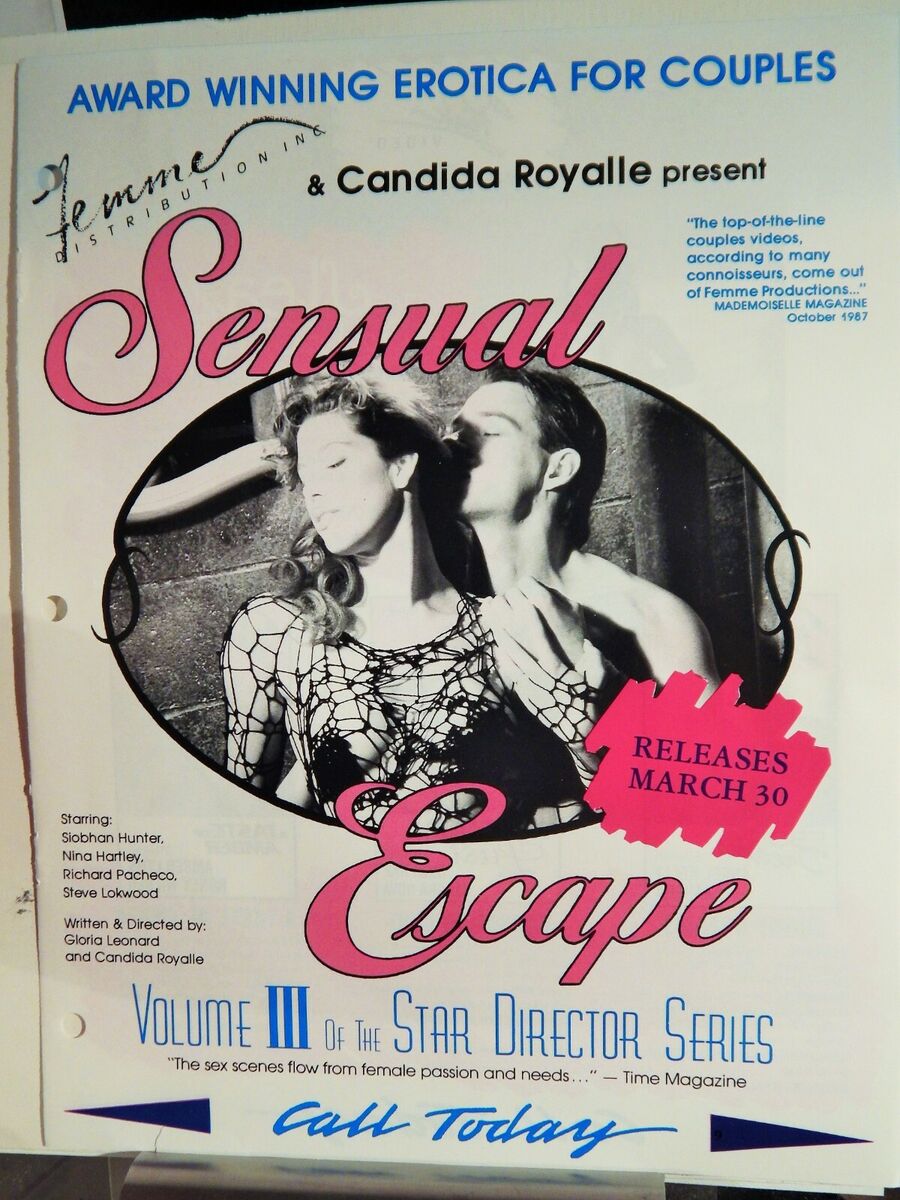 AWARD WINNING EROTICA FOR COUPLES
Femme
DISTRIBUTION INC
& Candida Royalle present
Sensual
"The top-of-the-line
couples videos,
according to many
connoisseurs, come out
of Femme Productions..."
MADEMOISELLE MAGAZINE
October 1987
RELEASES
MARCH 30
Escape
Starring:
Siobhan Hunter,
Nina Hartley,
Richard Pacheco,
Steve Lokwood
Written & Directed by:
Gloria Leonard
and Candida Royalle
VOLUME III OF THE STAR DIRECTOR SERIES
"The sex scenes flow from female passion and needs..." — Time Magazine
Call Today
9